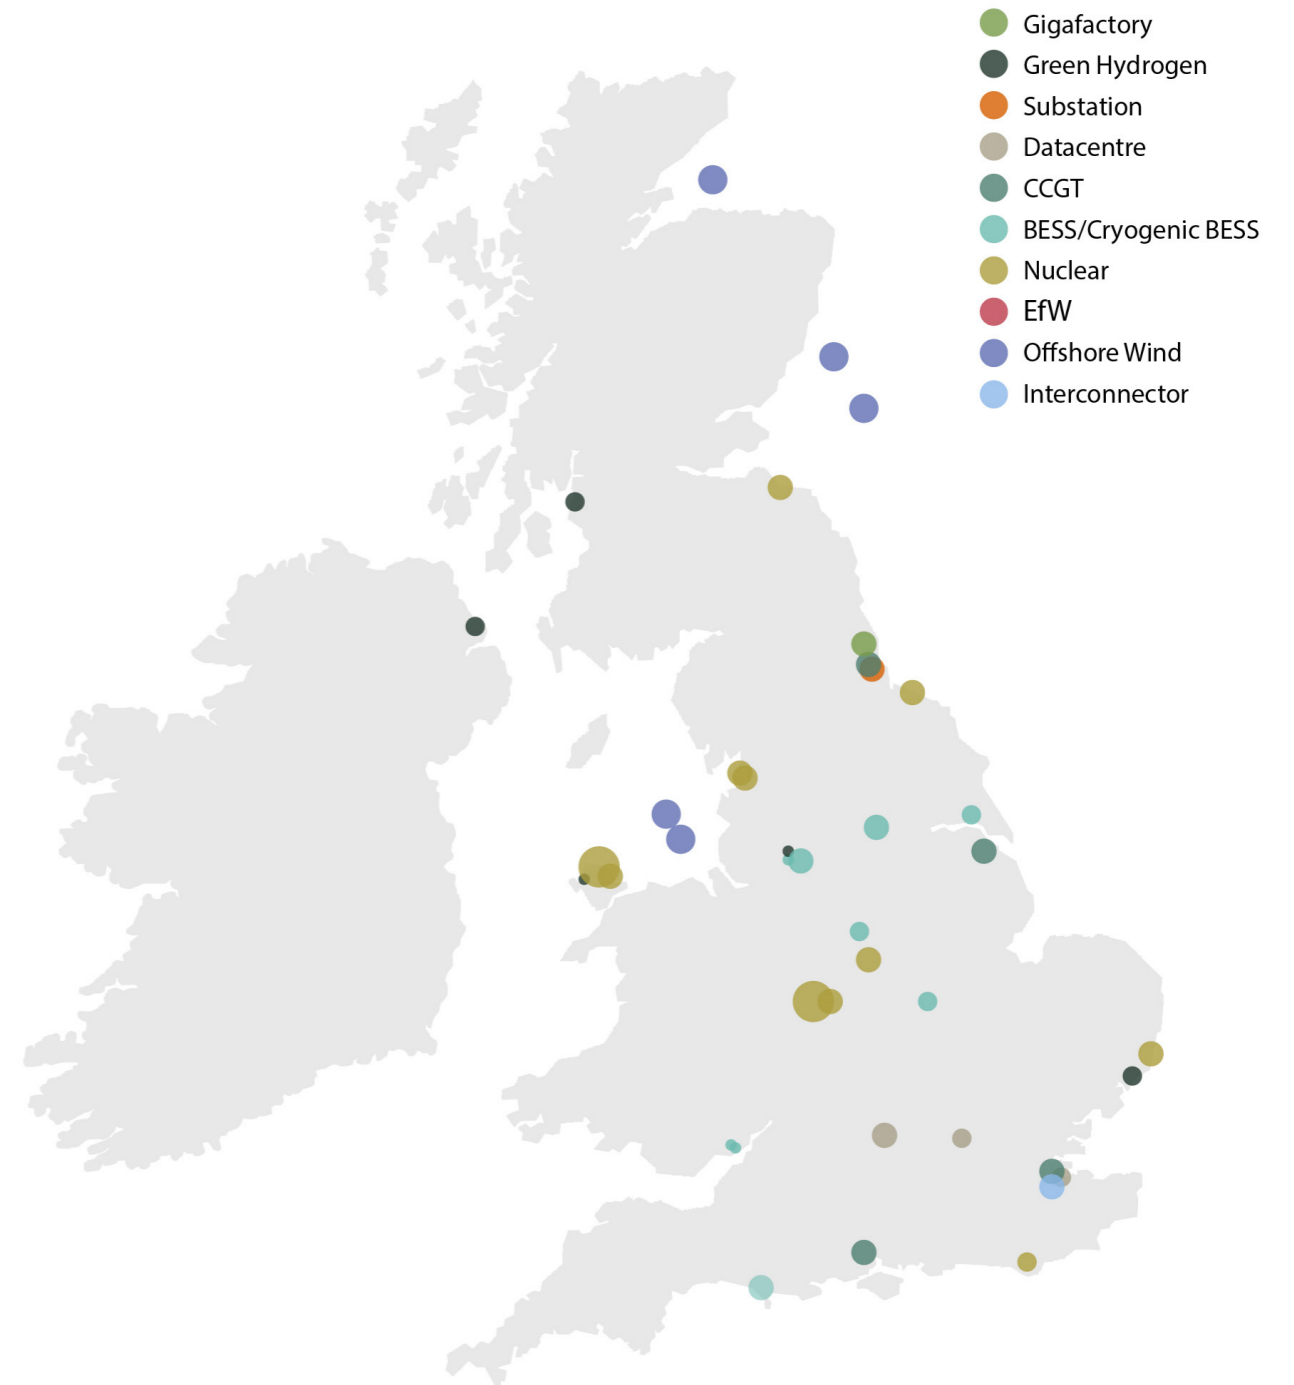 Gigafactory
Green Hydrogen
Substation
Datacentre
CCGT
BESS/Cryogenic BESS
Nuclear
EfW
Offshore Wind
Interconnector